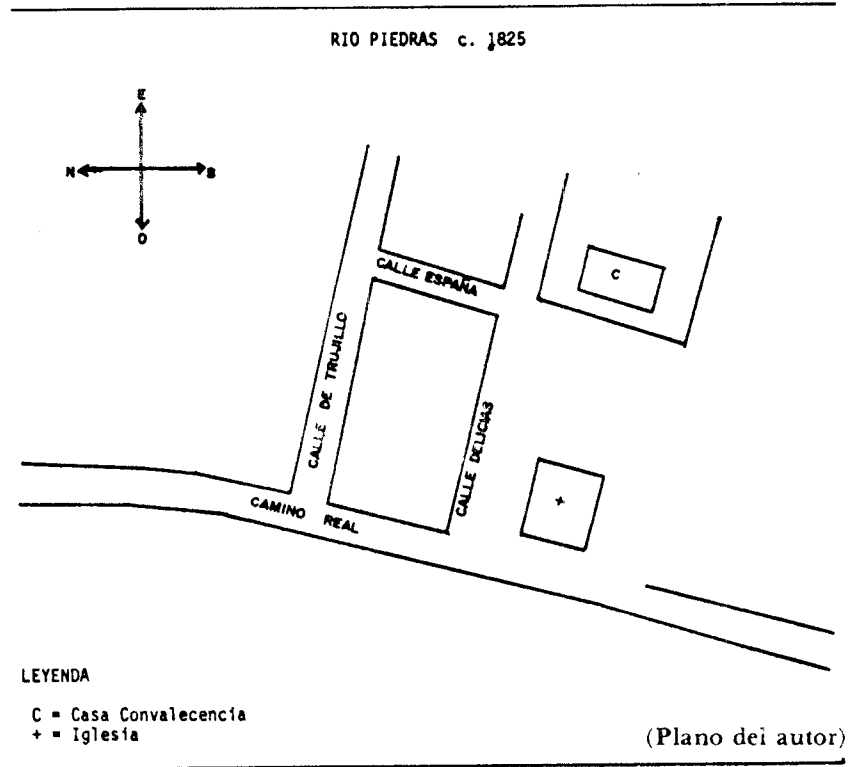 RIO PIEDRAS c. 1825
E
N
S
O
C
CALLE ESPAÑA
CALLE DE TRUJILLO
CALLE DELICIAS
+
CAMINO REAL
LEYENDA
C = Casa Convalecencia
+ = Iglesia
(Plano del autor)